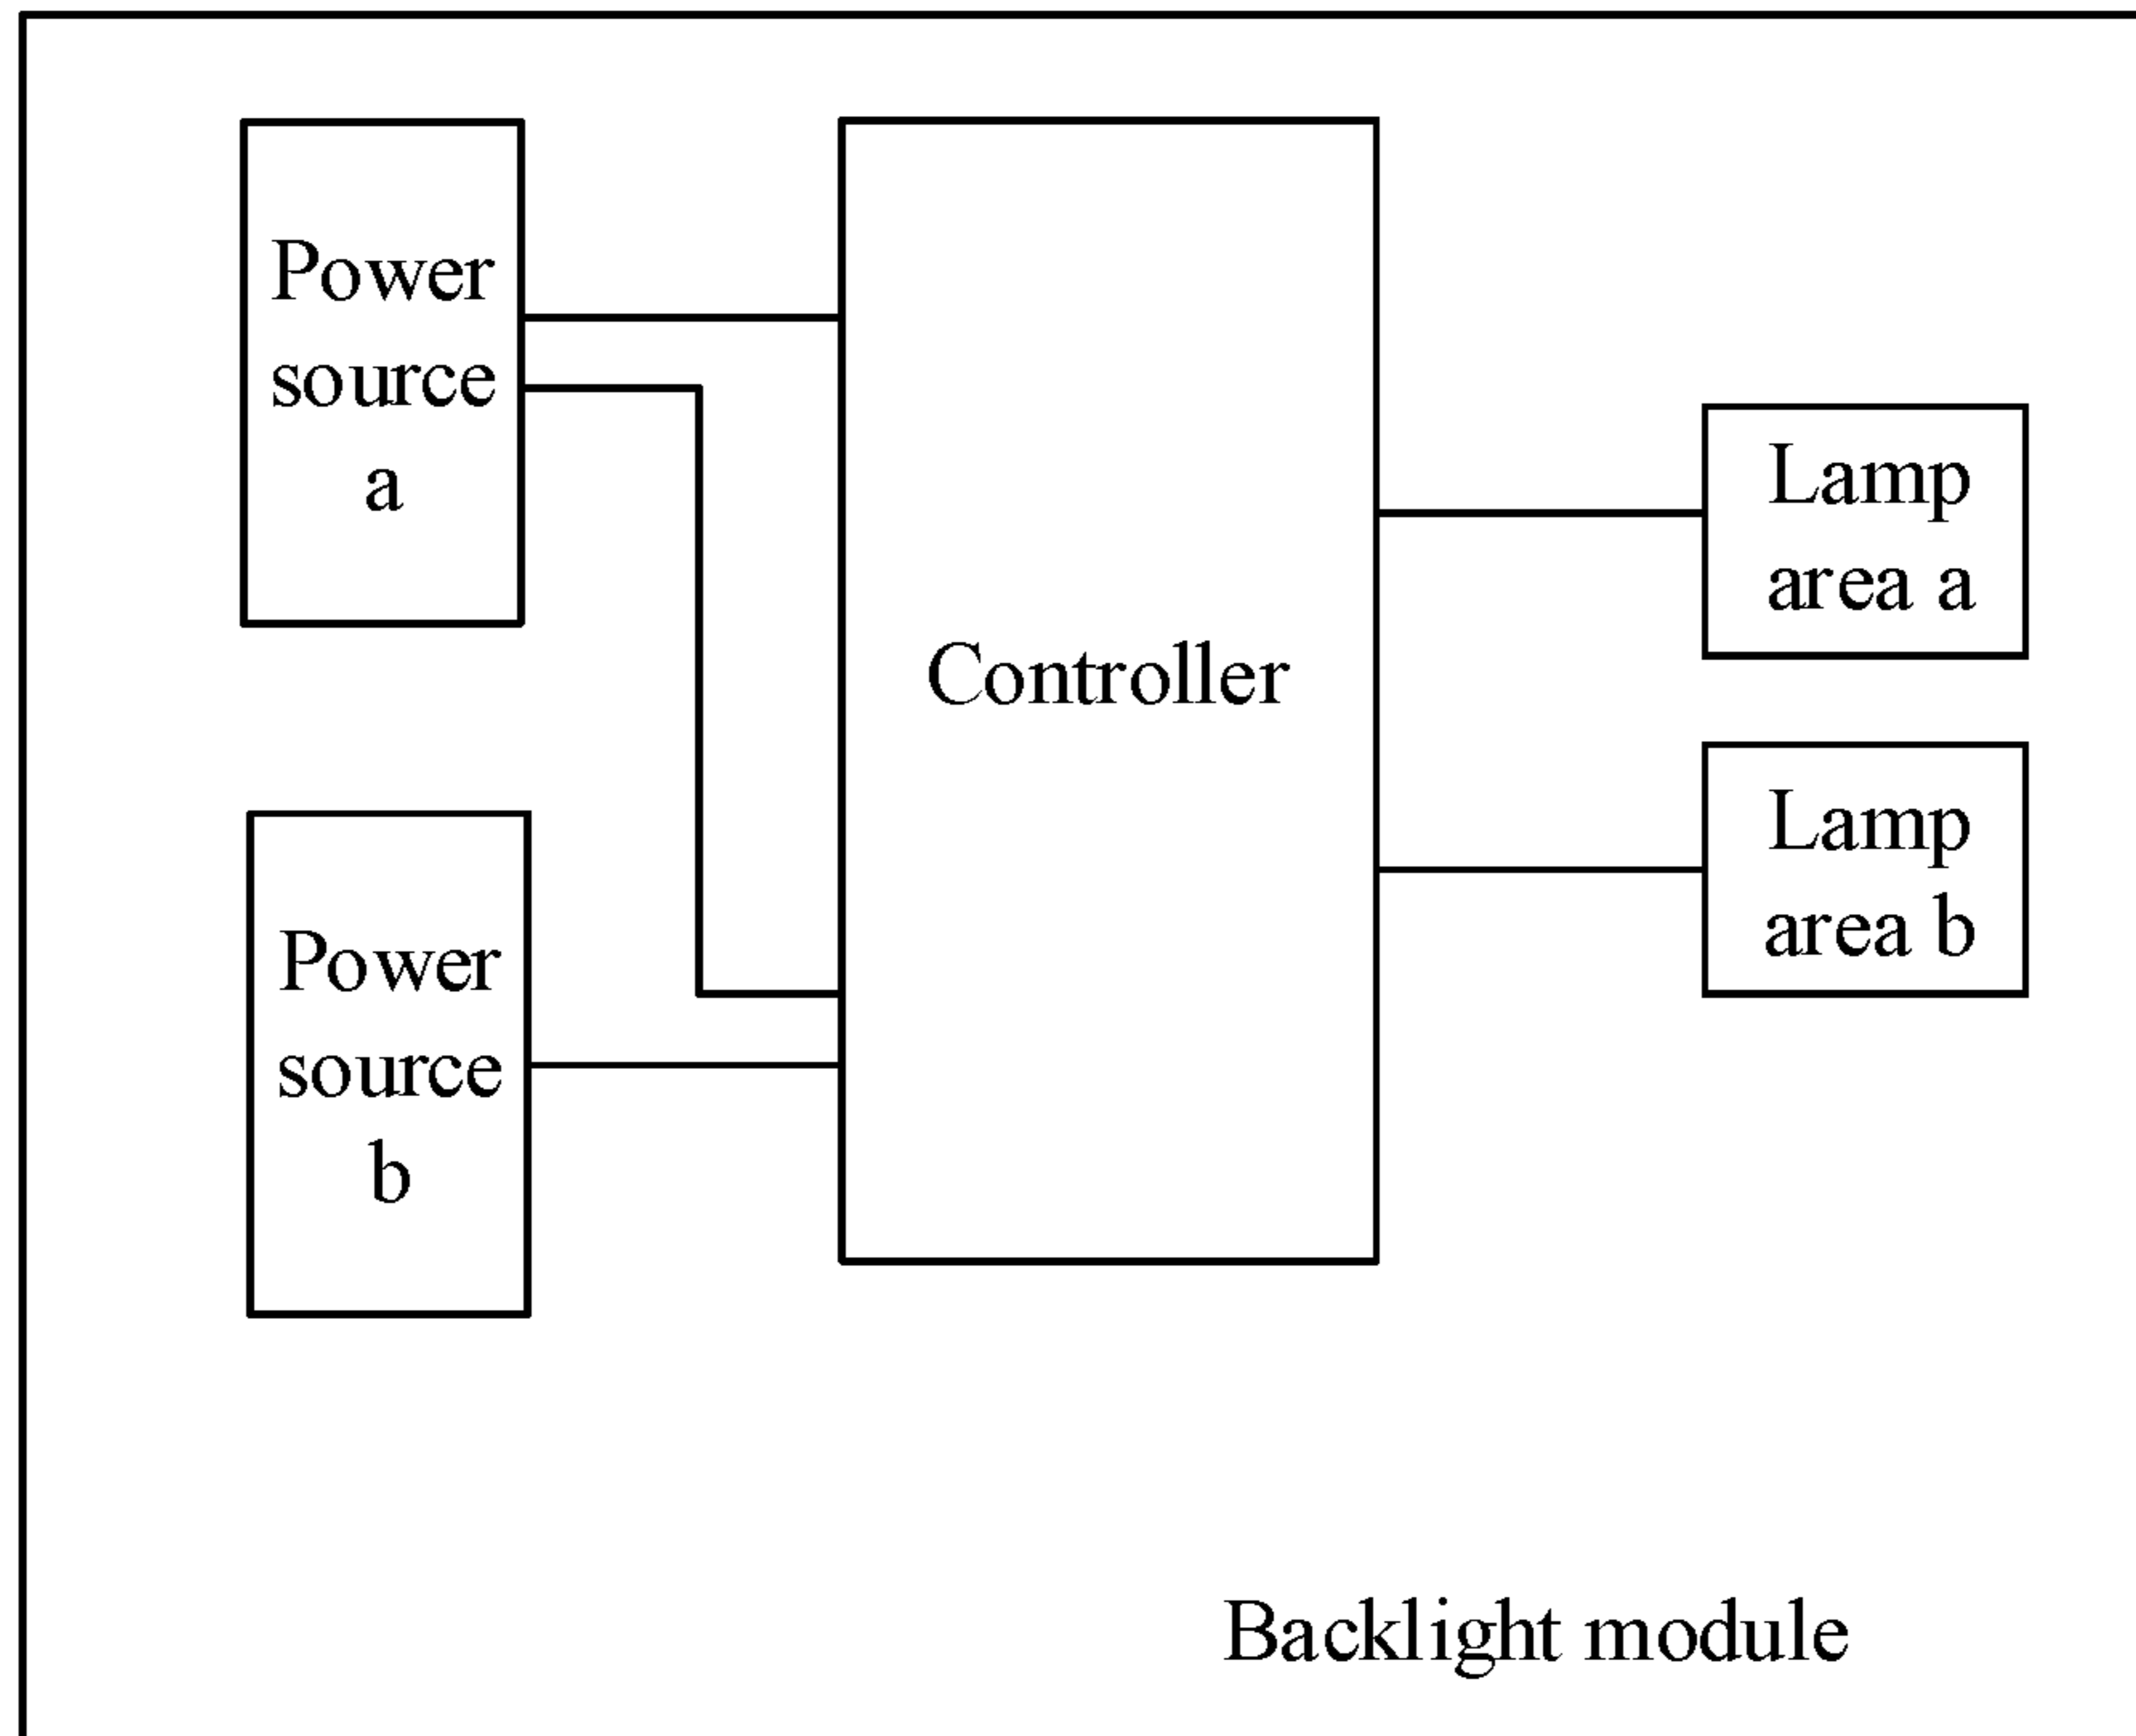 Power
source
a
Controller
Lamp
area a
Lamp
area b
Power
source
b
Backlight module